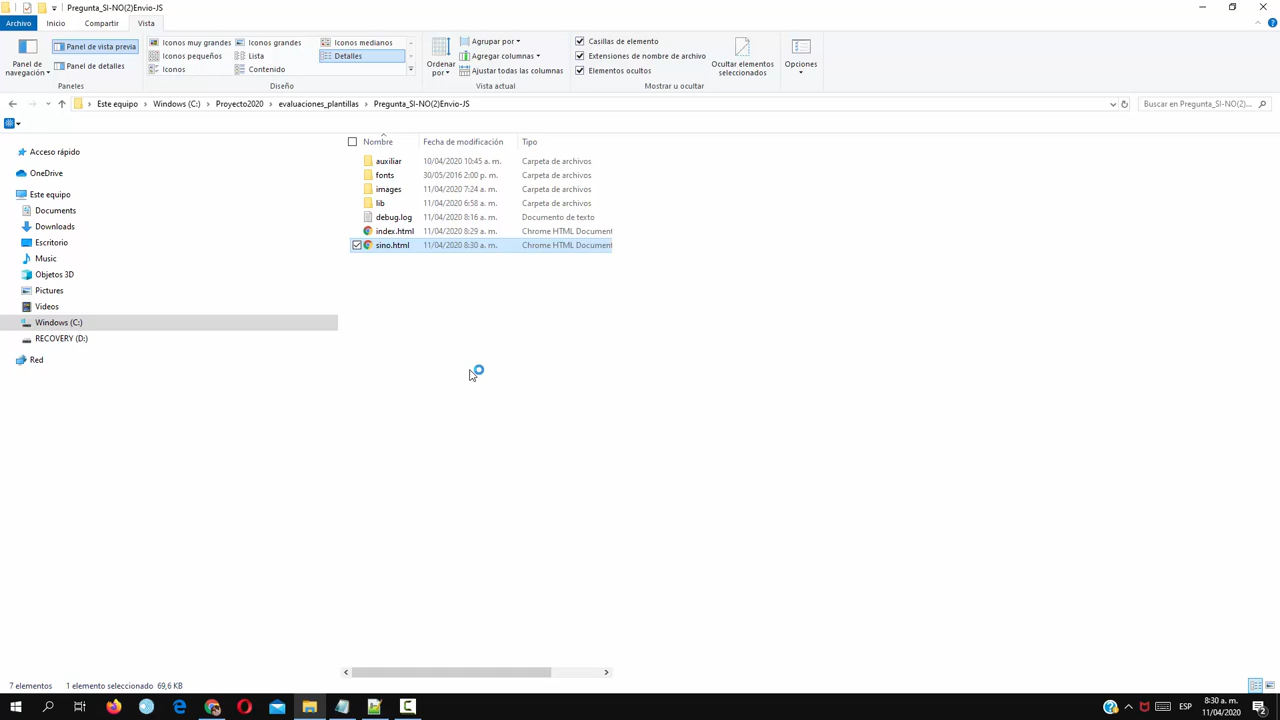 Pregunta_SI-NO(2)Envio-JS
Archivo Inicio Compartir Vista
Panel de navegación
Panel de vista previa
Panel de detalles
Paneles
Iconos muy grandes Iconos grandes Iconos medianos
Iconos pequeños Lista Detalles
Iconos Contenido
Diseño
Ordenar por
Agrupar por
Agregar columnas
Ajustar todas las columnas
Vista actual
Casillas de elemento
Extensiones de nombre de archivo
Elementos ocultos
Ocultar elementos seleccionados
Mostrar u ocultar
Opciones
Este equipo Windows (C:) Proyecto2020 evaluaciones_plantillas Pregunta_SI-NO(2)Envio-JS
Buscar en Pregunta_SI-NO(2)...
Acceso rápido
OneDrive
Este equipo
Documents
Downloads
Escritorio
Music
Objetos 3D
Pictures
Videos
Windows (C:)
RECOVERY (D:)
Red
Nombre Fecha de modificación Tipo
auxiliar 10/04/2020 10:45 a. m. Carpeta de archivos
fonts 30/05/2016 2:00 p. m. Carpeta de archivos
images 11/04/2020 7:24 a. m. Carpeta de archivos
lib 11/04/2020 6:58 a. m. Carpeta de archivos
debug.log 11/04/2020 8:16 a. m. Documento de texto
index.html 11/04/2020 8:29 a. m. Chrome HTML Document
sino.html 11/04/2020 8:30 a. m. Chrome HTML Document
7 elementos 1 elemento seleccionado 69,6 KB
ESP
8:30 a. m.
11/04/2020
2